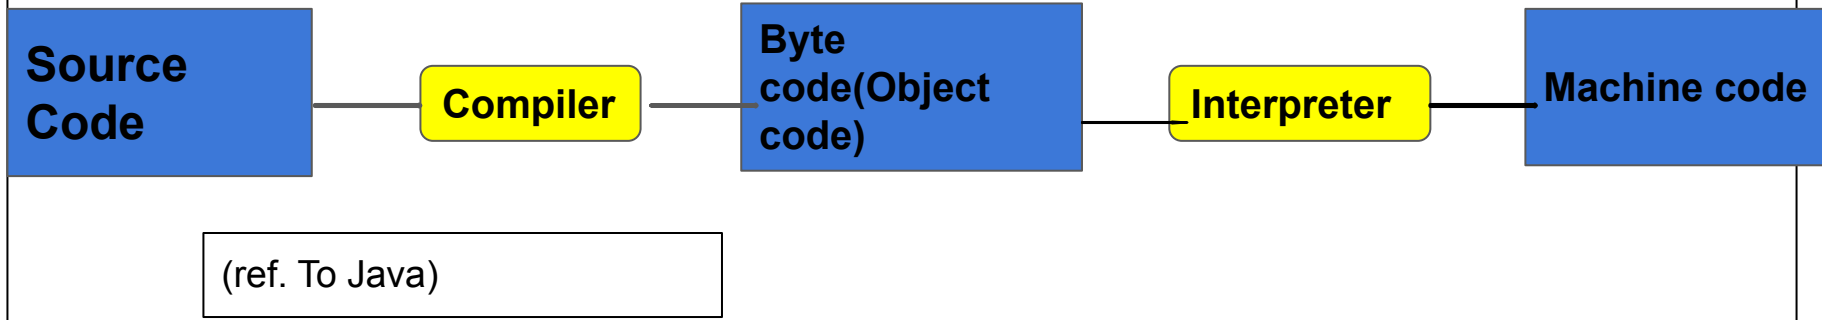 Source
Code
Compiler
Byte
code(Object
code)
Interpreter
Machine code
(ref. To Java)